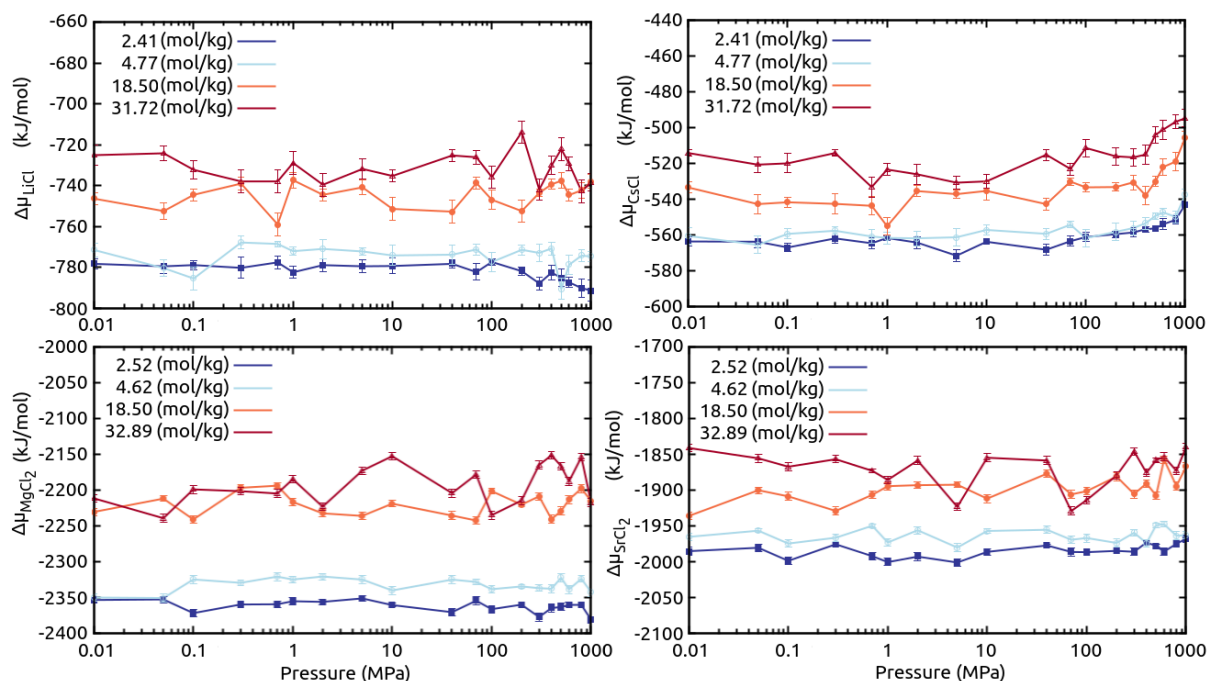 -660
-680
-700
-720
-740
-760
-780
-800
Δμ_LiCl (kJ/mol)
2.41 (mol/kg)
4.77 (mol/kg)
18.50 (mol/kg)
31.72 (mol/kg)
0.01 0.1 1 10 100 1000
-440
-460
-480
-500
-520
-540
-560
-580
-600
Δμ_CsCl (kJ/mol)
2.41 (mol/kg)
4.77 (mol/kg)
18.50 (mol/kg)
31.72 (mol/kg)
0.01 0.1 1 10 100 1000
-2000
-2050
-2100
-2150
-2200
-2250
-2300
-2350
-2400
Δμ_MgCl₂ (kJ/mol)
2.52 (mol/kg)
4.62 (mol/kg)
18.50 (mol/kg)
32.89 (mol/kg)
0.01 0.1 1 10 100 1000
Pressure (MPa)
-1700
-1750
-1800
-1850
-1900
-1950
-2000
-2050
-2100
Δμ_SrCl₂ (kJ/mol)
2.52 (mol/kg)
4.62 (mol/kg)
18.50 (mol/kg)
32.89 (mol/kg)
0.01 0.1 1 10 100 1000
Pressure (MPa)